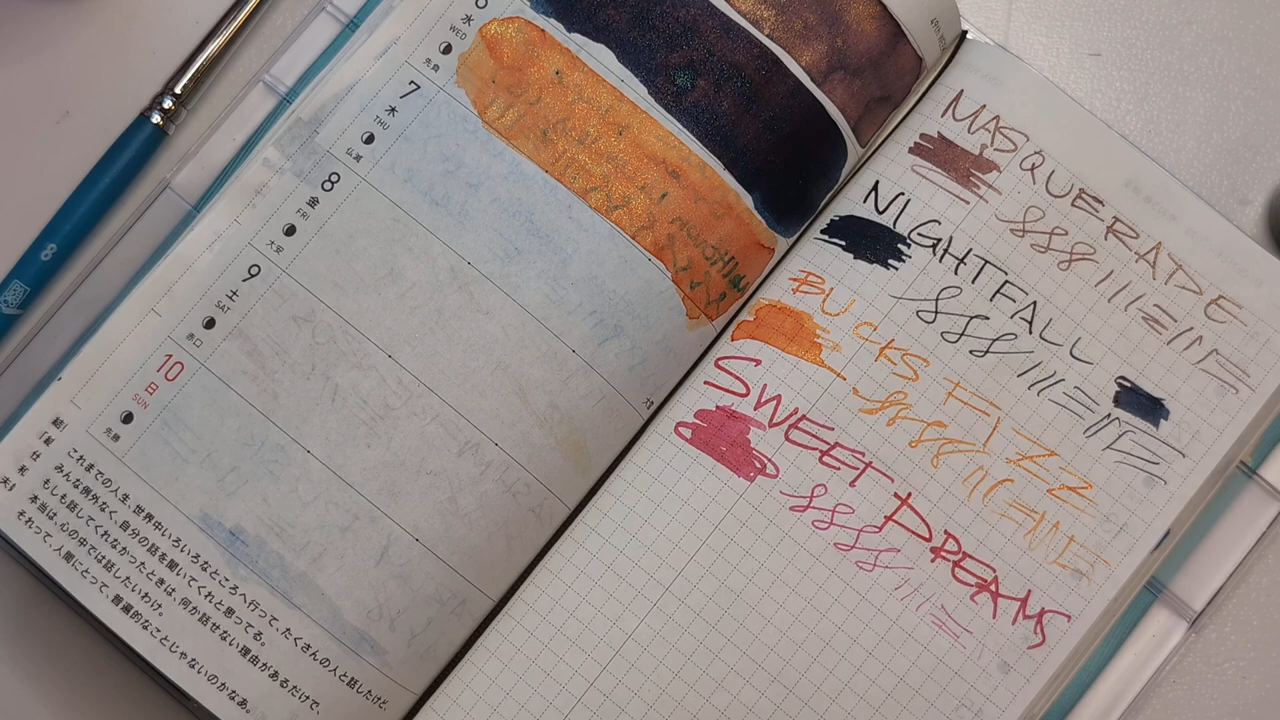 水
WED
先負
7
木
THU
仏滅
8
金
FRI
大安
9
土
SAT
赤口
10
日
SUN
先勝
これまでの人生、世界中いろいろなところへ行って、たくさんの人と話したけど、
みんな例外なく、自分の話を聞いてくれと思ってる。
もしも話してくれなかったときは、何か話せない理由があるだけで、
本当は、心の中では話したいわけ。
それって、人間にとって、普遍的なことじゃないのかなあ。
MASQUERADE
NIGHTFALL
BUCKS FIZZ
SWEET DREAMS
8